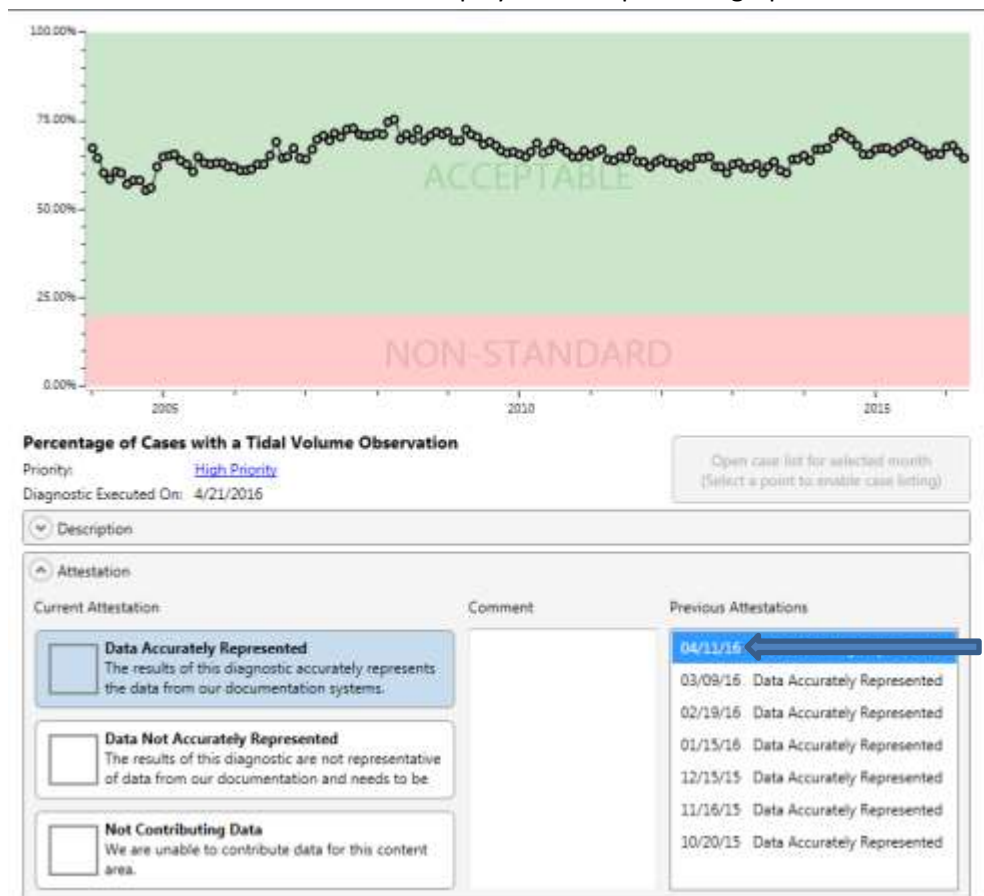 100.00%
75.00%
ACCEPTABLE
50.00%
25.00%
NON-STANDARD
0.00%
2005 2010 2015
Percentage of Cases with a Tidal Volume Observation
Priority: High Priority
Diagnostic Executed On: 4/21/2016
Open case list for selected month
(Select a point to enable case listing)
Description
Attestation
Current Attestation Comment Previous Attestations
Data Accurately Represented
The results of this diagnostic accurately represents
the data from our documentation systems.
Data Not Accurately Represented
The results of this diagnostic are not representative
of data from our documentation and needs to be
Not Contributing Data
We are unable to contribute data for this content
area.
04/11/16
03/09/16 Data Accurately Represented
02/19/16 Data Accurately Represented
01/15/16 Data Accurately Represented
12/15/15 Data Accurately Represented
11/16/15 Data Accurately Represented
10/20/15 Data Accurately Represented